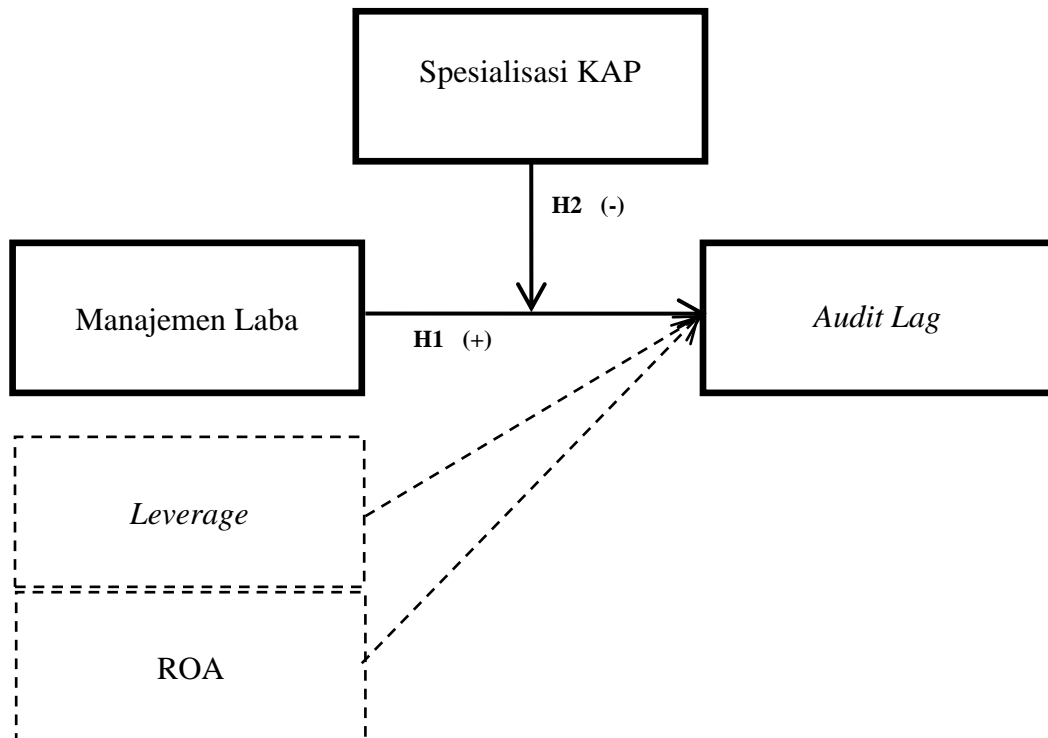 Spesialisasi KAP
H2 (-)
Manajemen Laba
H1 (+)
Audit Lag
Leverage
ROA